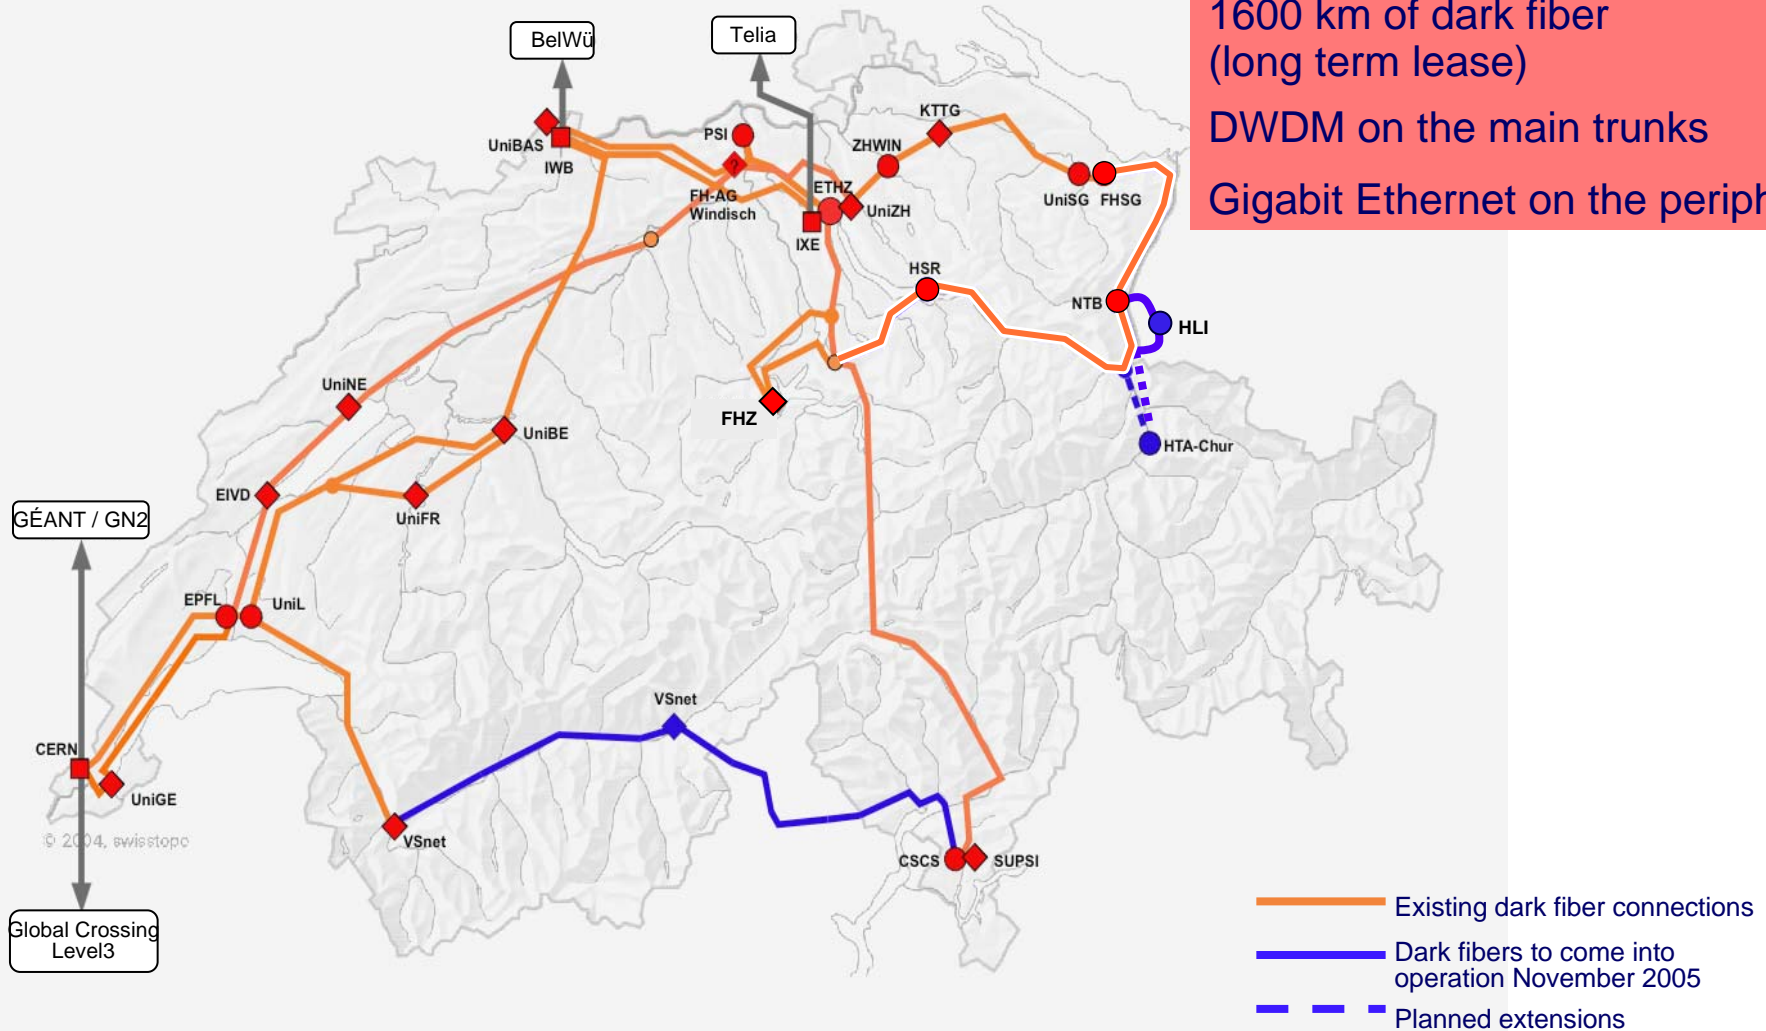 1600 km of dark fiber
(long term lease)
DWDM on the main trunks
Gigabit Ethernet on the periph
BelWü
Telia
KTTG
PSI
ZHWIN
UniBAS
IWB
?
FH-AG
Windisch
ETHZ
UniZH
IXE
UniSG
FHSG
HSR
NTB
HLI
UniNE
FHZ
UniBE
HTA-Chur
EIVD
UniFR
GÉANT / GN2
EPFL
UniL
VSnet
CERN
UniGE
© 2004, swisstopo
VSnet
CSCS
SUPSI
Global Crossing
Level3
Existing dark fiber connections
Dark fibers to come into
operation November 2005
Planned extensions